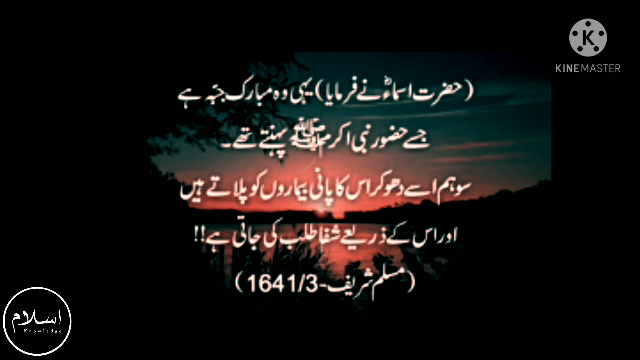 KINEMASTER
(حضرت اسماءؓ نے فرمایا) یہی وہ مبارک جبّہ ہے
جسے حضور نبی اکرم ﷺ پہنتے تھے۔
سو ہم اسے دھو کر اس کا پانی بیماروں کو پلاتے ہیں
اور اس کے ذریعے شفا طلب کی جاتی ہے!!
(مسلم شریف-1641/3)
اسلام
Knowledge